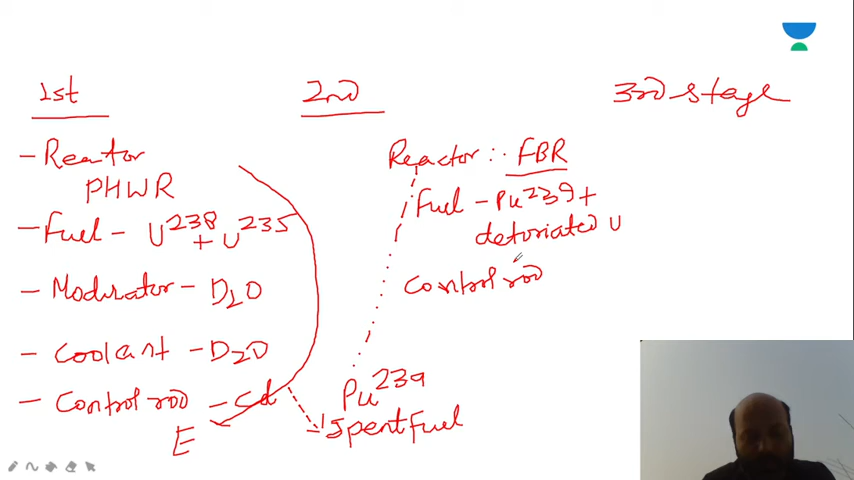 1st
- Reactor
PHWR
- Fuel - U238 + U235
- Moderator - D2O
- Coolant - D2O
- Control rod - Cd
E
2nd
Reactor :- FBR
Fuel - Pu239 +
detoriated U
Control rod
Pu239
Spent Fuel
3rd stage